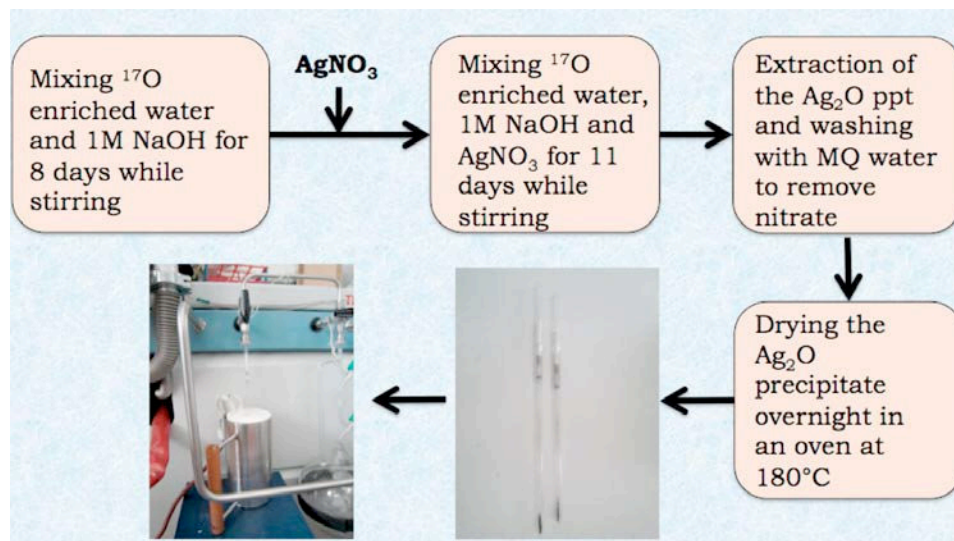 Mixing ¹⁷O
enriched water
and 1M NaOH for
8 days while
stirring
AgNO₃
Mixing ¹⁷O
enriched water,
1M NaOH and
AgNO₃ for 11
days while
stirring
Extraction of
the Ag₂O ppt
and washing
with MQ water
to remove
nitrate
Drying the
Ag₂O
precipitate
overnight in
an oven at
180°C